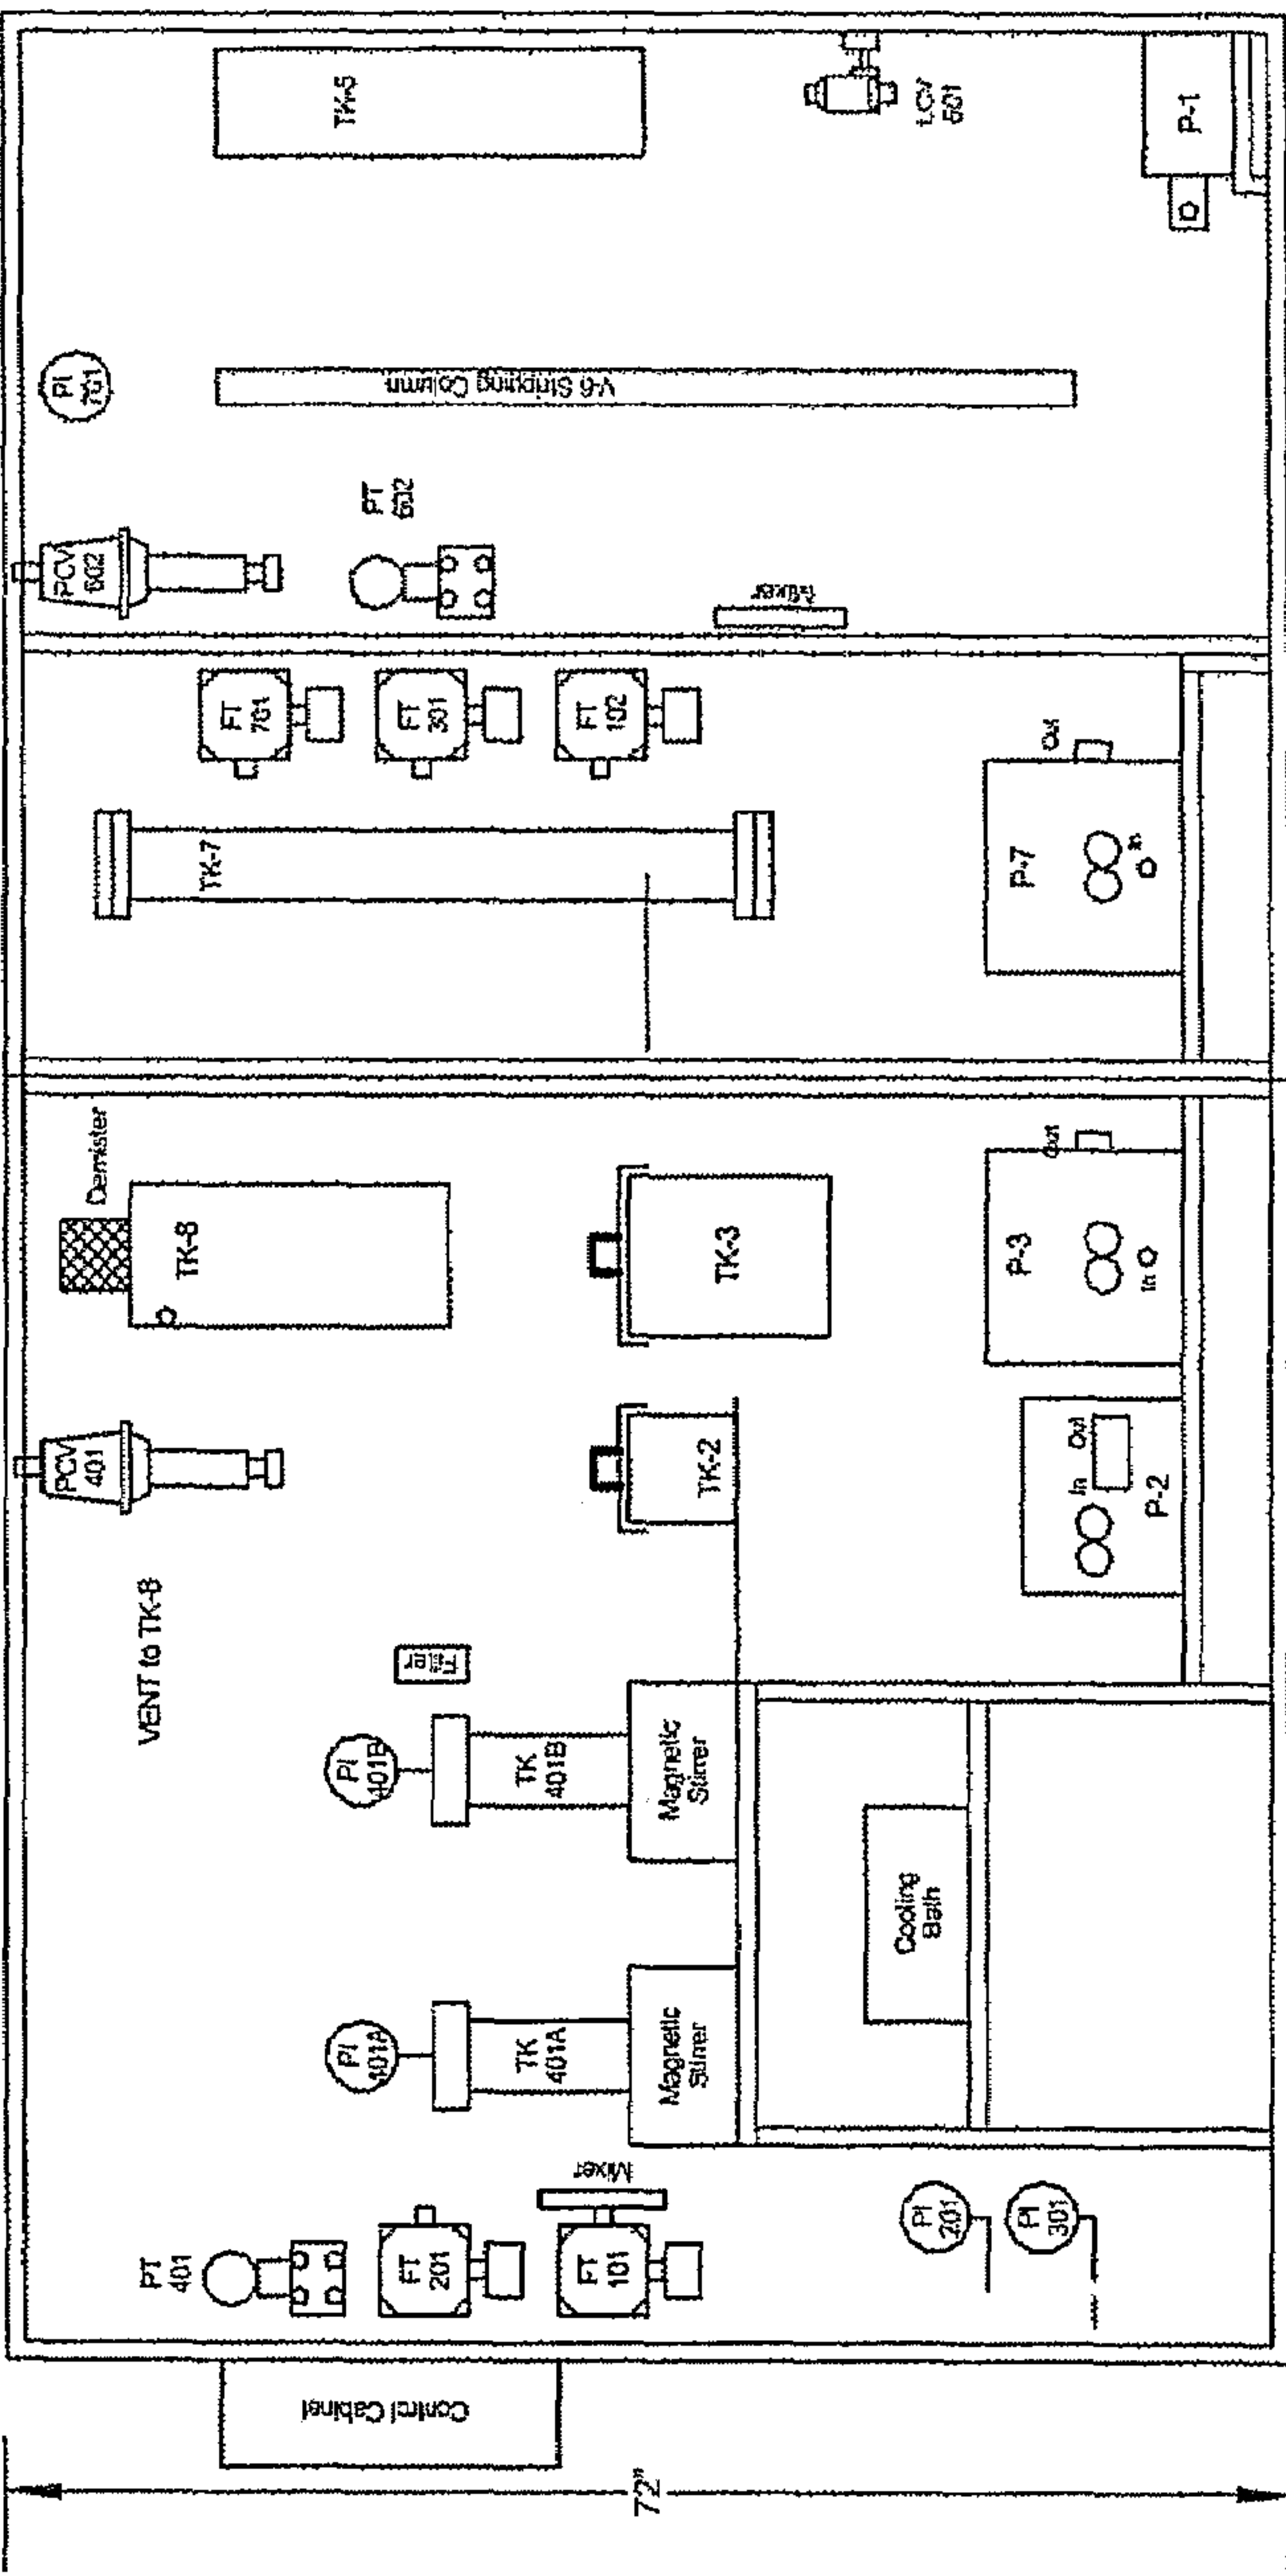 Control Cabinet
72"
PT
401
FT
201
FT
101
Mixer
PI
201
PI
301
PI
401A
TK
401A
Magnetic
Stirrer
PI
401B
TK
401B
Magnetic
Stirrer
Cooling
Bath
Filter
VENT to TK-8
PCV
401
TK-2
In
Out
P-2
Demister
TK-8
TK-3
P-3
In
Out
TK-7
P-7
In
Out
FT
701
FT
301
FT
102
PCV
602
PT
602
Mixer
PI
701
V-6 Stripping Column
TK-5
LCV
601
P-1